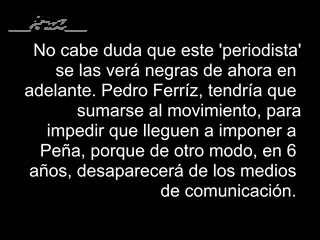 No cabe duda que este 'periodista'
se las verá negras de ahora en
adelante. Pedro Ferríz, tendría que
sumarse al movimiento, para
impedir que lleguen a imponer a
Peña, porque de otro modo, en 6
años, desaparecerá de los medios
de comunicación.